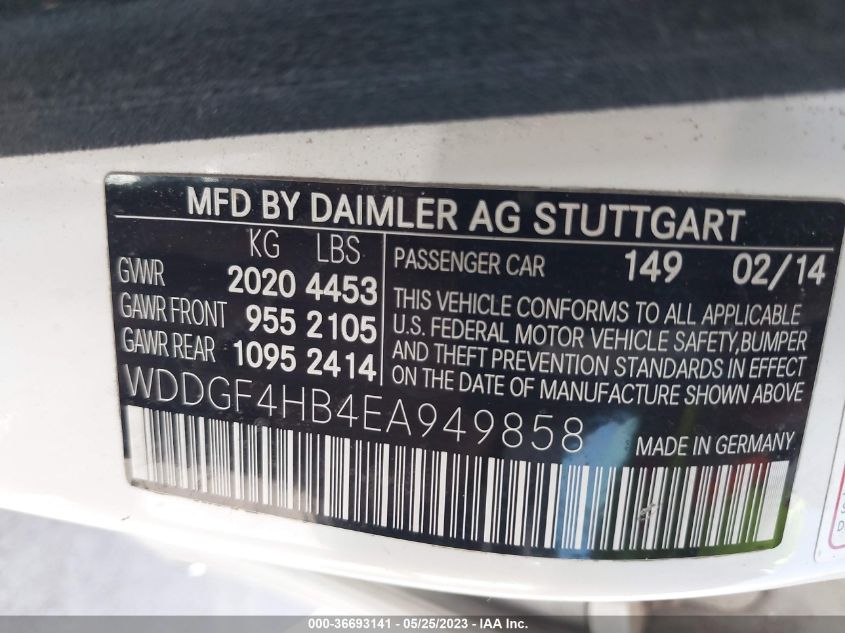 MFD BY DAIMLER AG STUTTGART
KG LBS
GVWR 2020 4453
GAWR FRONT 955 2105
GAWR REAR 1095 2414
PASSENGER CAR 149 02/14
THIS VEHICLE CONFORMS TO ALL APPLICABLE
U.S. FEDERAL MOTOR VEHICLE SAFETY,BUMPER
AND THEFT PREVENTION STANDARDS IN EFFECT
ON THE DATE OF MANUFACTURE SHOWN ABOVE
WDDGF4HB4EA949858
MADE IN GERMANY
000-36693141 - 05/25/2023 - IAA Inc.